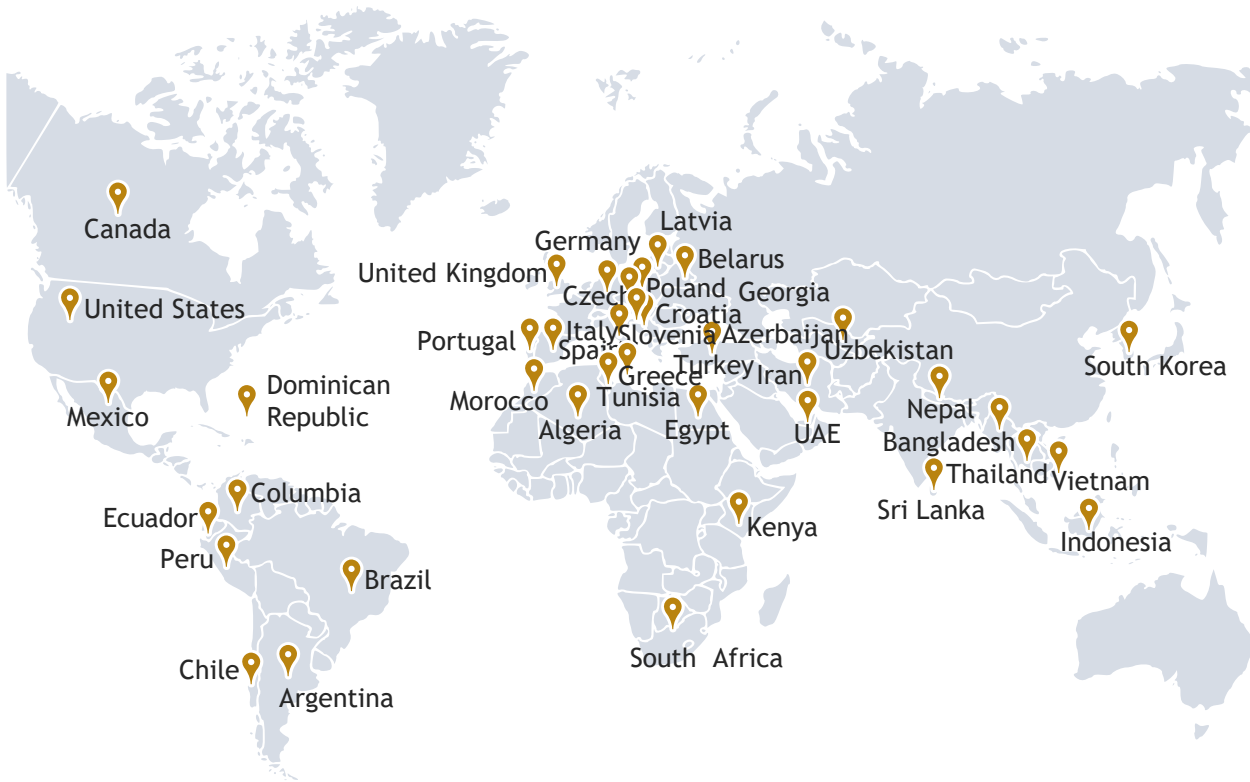 Latvia
Canada
Germany
Belarus
United Kingdom
Czech
Poland
Georgia
United States
Croatia
Portugal
Italy
Slovenia
Azerbaijan
Spain
Uzbekistan
Turkey
South Korea
Greece
Iran
Dominican
Republic
Mexico
Morocco
Tunisia
Nepal
Algeria
Egypt
UAE
Bangladesh
Thailand
Vietnam
Columbia
Sri Lanka
Ecuador
Kenya
Indonesia
Peru
Brazil
South Africa
Chile
Argentina